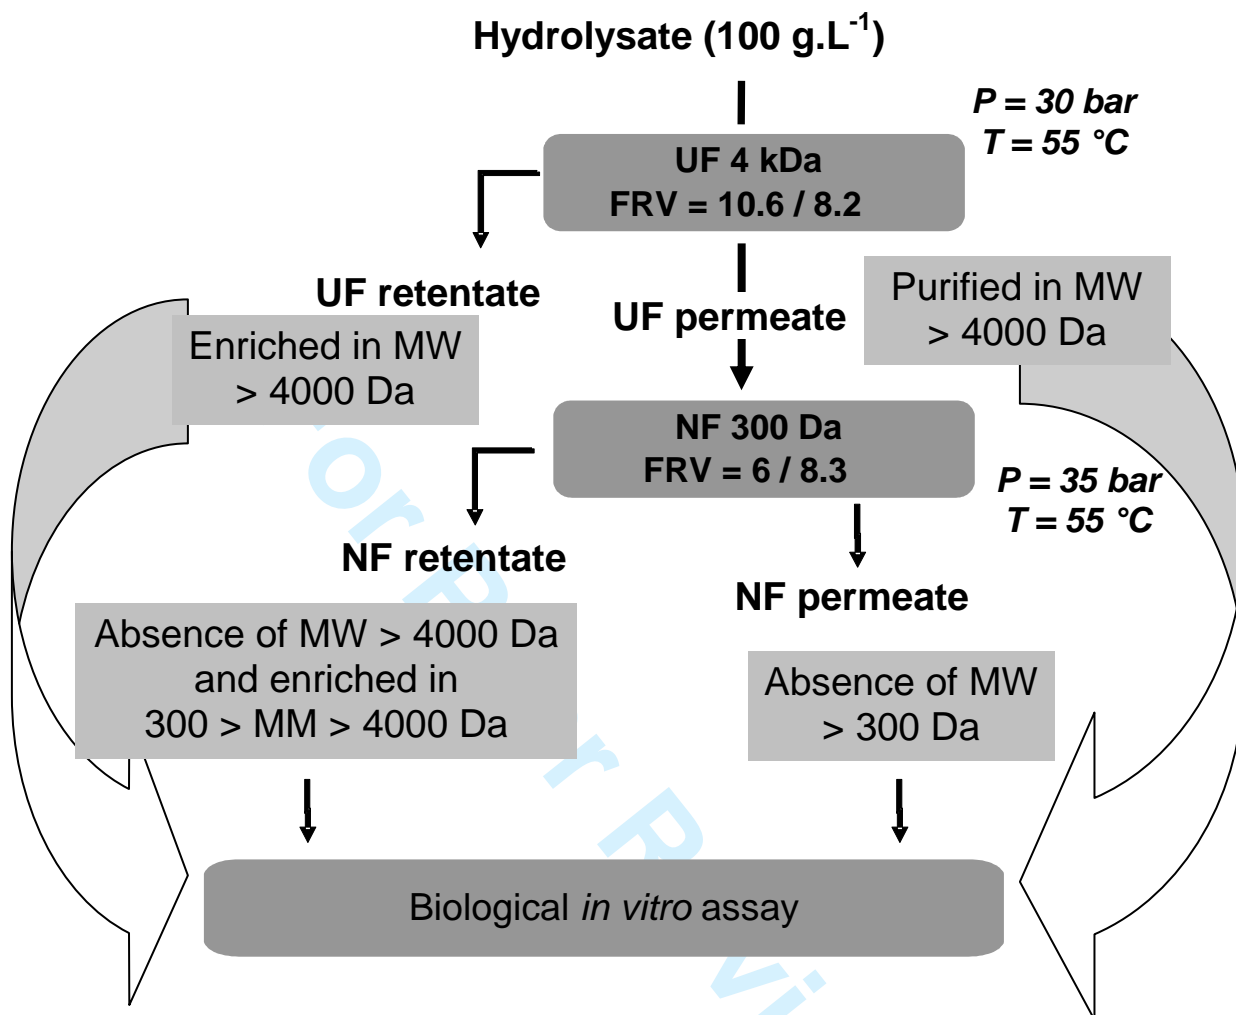 Hydrolysate (100 g.L⁻¹)
P = 30 bar
T = 55 °C
UF 4 kDa
FRV = 10.6 / 8.2
UF retentate
UF permeate
Purified in MW
> 4000 Da
Enriched in MW
> 4000 Da
NF 300 Da
FRV = 6 / 8.3
P = 35 bar
T = 55 °C
NF retentate
NF permeate
Absence of MW > 4000 Da
and enriched in
300 > MM > 4000 Da
Absence of MW
> 300 Da
Biological in vitro assay